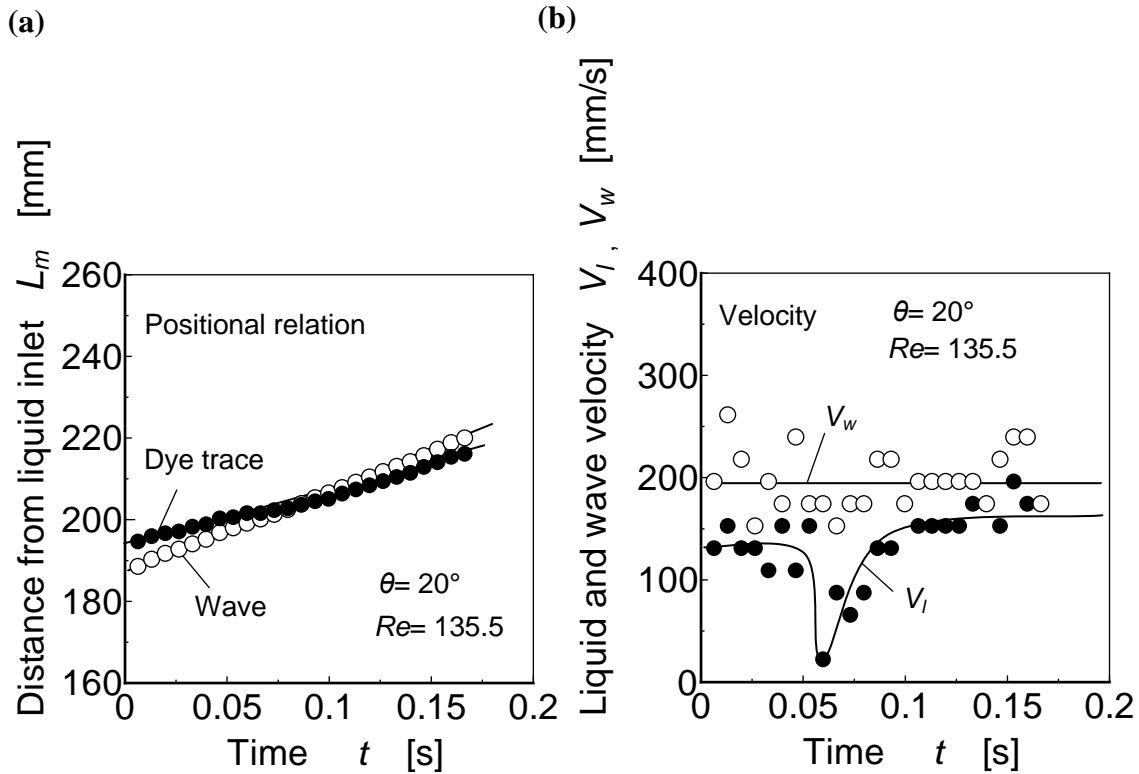 (a)
Distance from liquid inlet L_m [mm]
260
240
220
200
180
160
Positional relation
Dye trace
Wave
θ= 20°
Re= 135.5
0 0.05 0.1 0.15 0.2
Time t [s]
(b)
Liquid and wave velocity V_l , V_w [mm/s]
400
300
200
100
0
Velocity
θ= 20°
Re= 135.5
V_w
V_l
0 0.05 0.1 0.15 0.2
Time t [s]